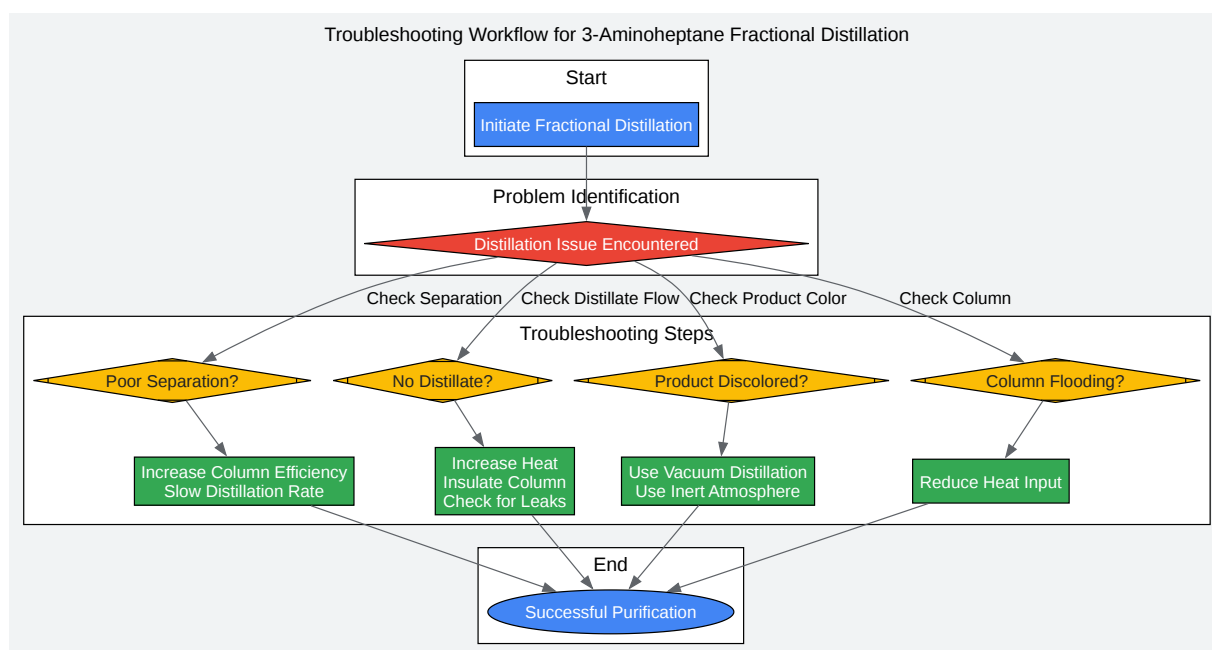 Troubleshooting Workflow for 3-Aminoheptane Fractional Distillation
Start
Initiate Fractional Distillation
Problem Identification
Distillation Issue Encountered
Check Separation
Check Distillate Flow
Check Product Color
Check Column
Troubleshooting Steps
Poor Separation?
No Distillate?
Product Discolored?
Column Flooding?
Increase Column Efficiency
Slow Distillation Rate
Increase Heat
Insulate Column
Check for Leaks
Use Vacuum Distillation
Use Inert Atmosphere
Reduce Heat Input
End
Successful Purification